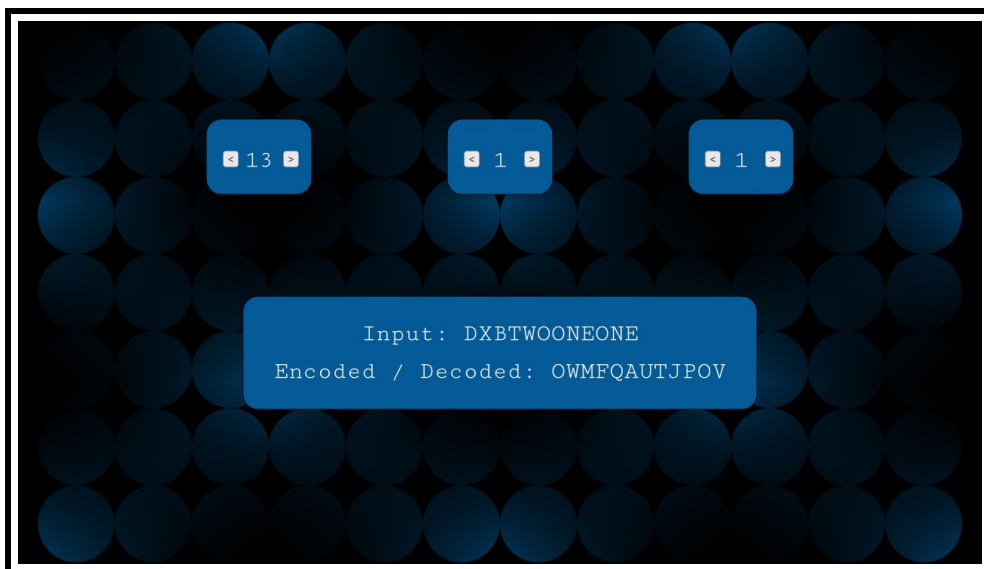 < 13 > < 1 > < 1 >
Input: DXBTWOONEONE
Encoded / Decoded: OWMFQAUTJPOV